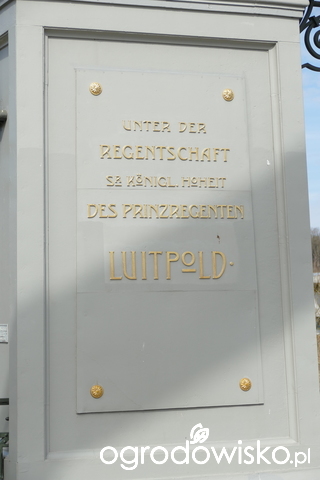 UNTER DER
REGENTSCHAFT
SR KÖNIGL. HOHEIT
DES PRINZREGENTEN
LUITPOLD·
ogrodowisko.pl